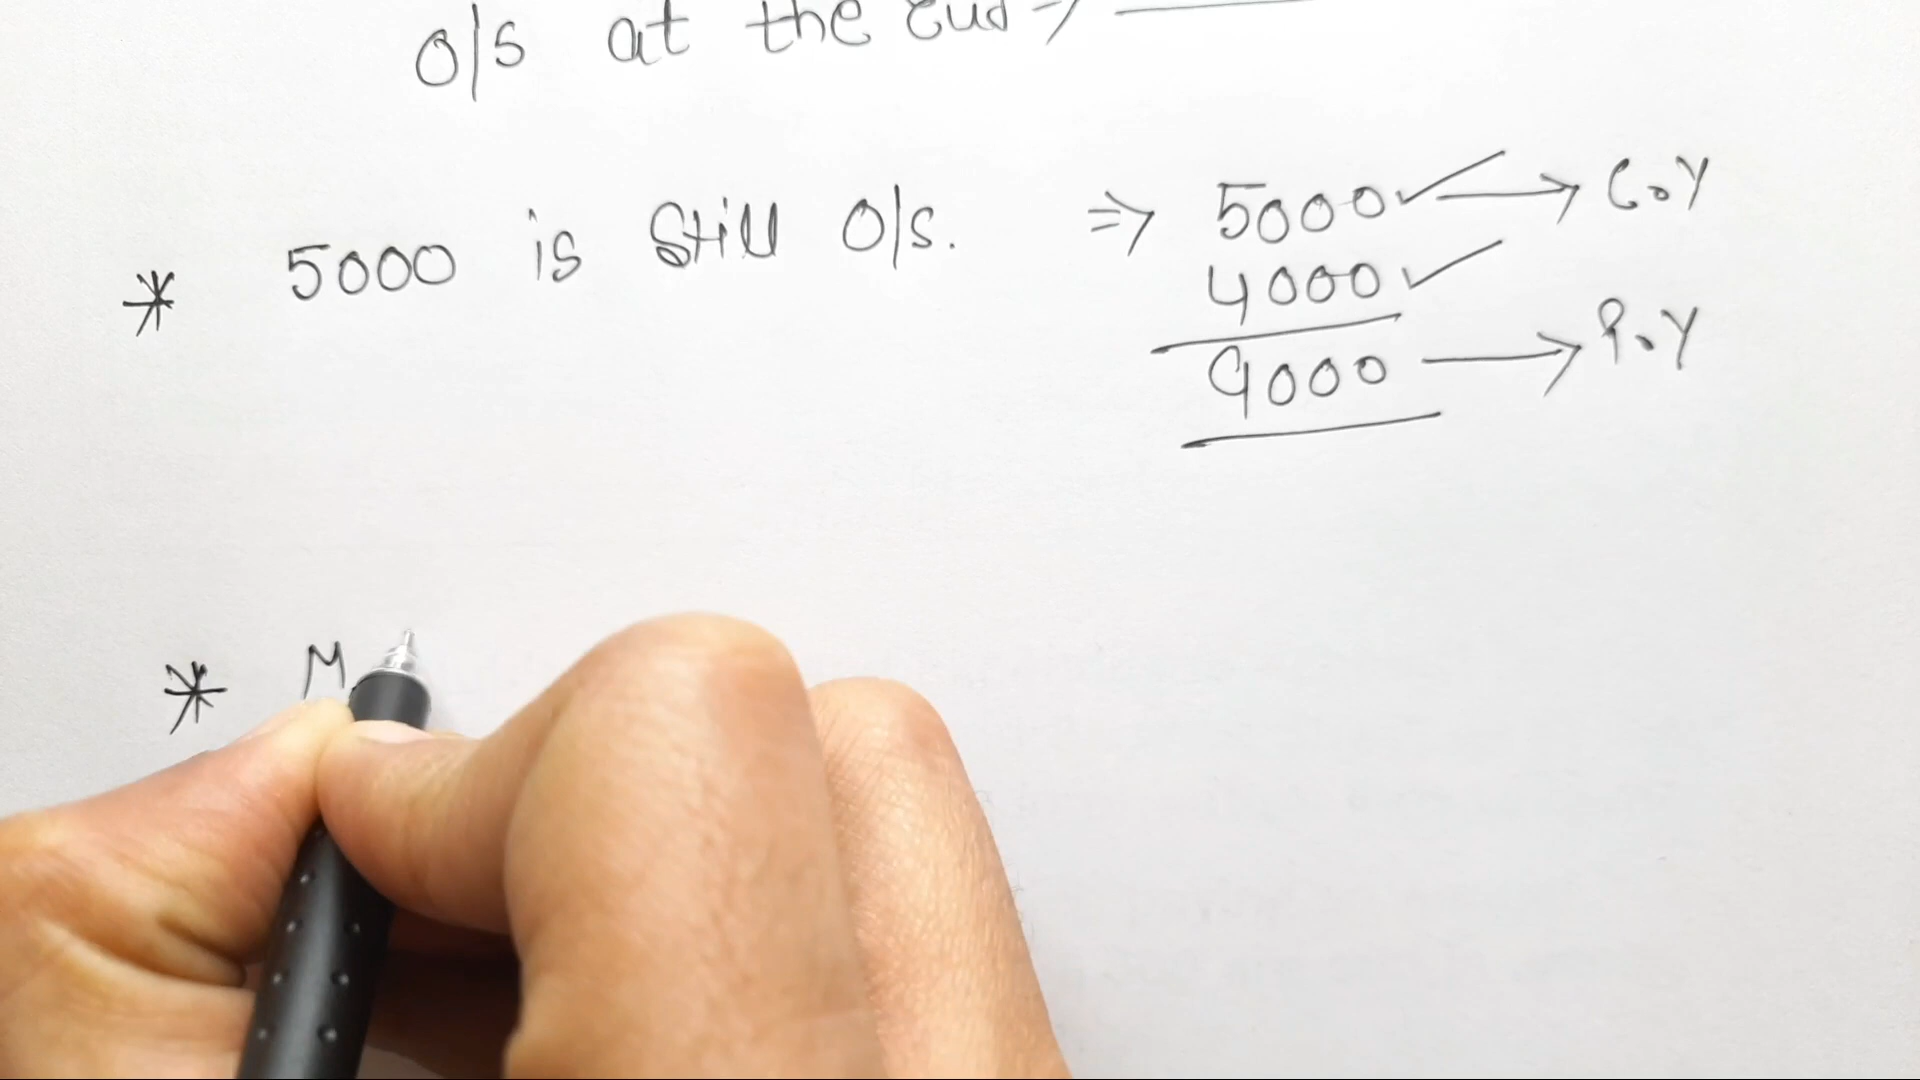 O/S at the end →
* 5000 is still O/S. ⇒ 5000 ✓ → C.Y
4000 ✓
9000 → P.Y
* M